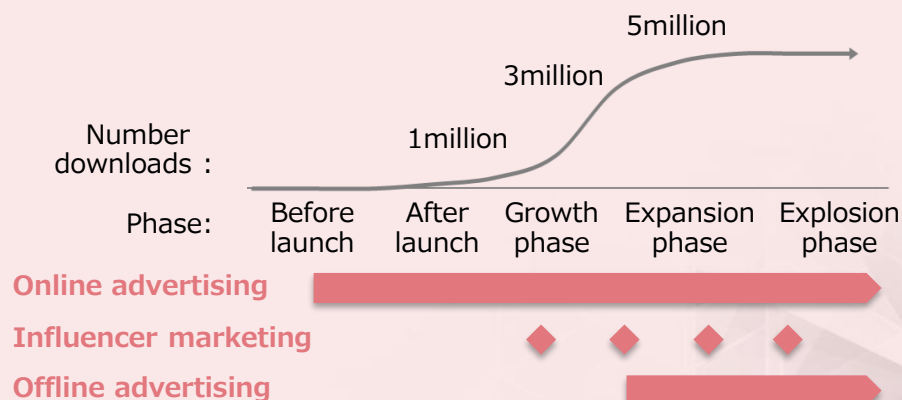 5million
3million
1million
Number
downloads :
Phase:
Before
launch
After
launch
Growth
phase
Expansion
phase
Explosion
phase
Online advertising
Influencer marketing
Offline advertising